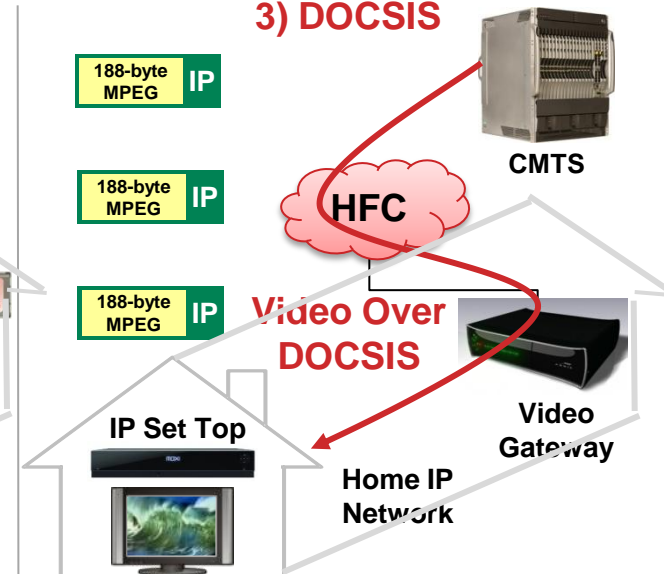 3) DOCSIS
188-byte
MPEG
IP
CMTS
188-byte
MPEG
IP
HFC
188-byte
MPEG
IP
Video Over
DOCSIS
IP Set Top
moxi
Video
Gateway
Home IP
Network